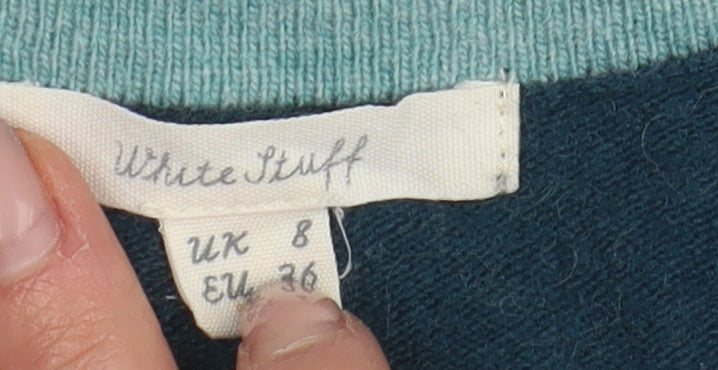 White Stuff
UK 8
EU 36